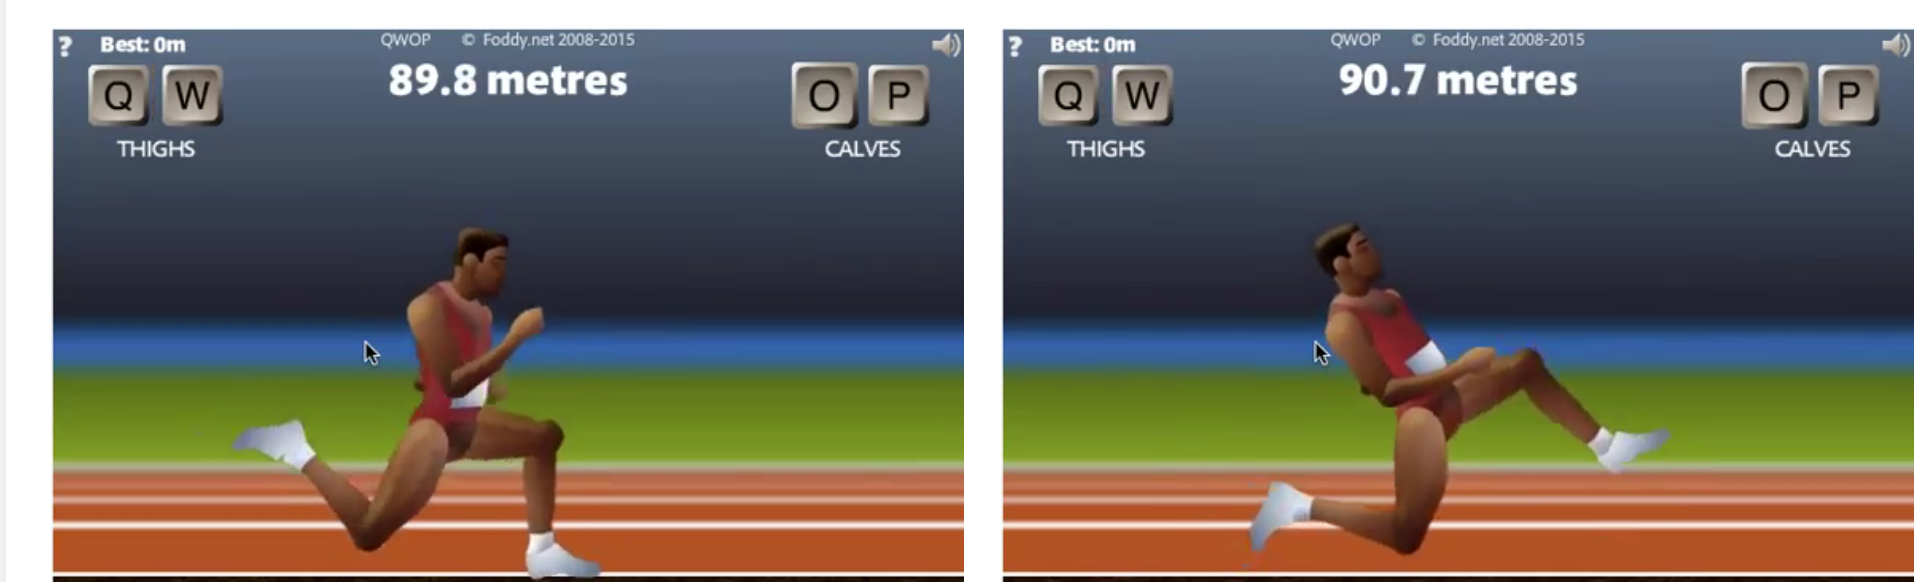 ? Best: 0m QWOP © Foddy.net 2008-2015
89.8 metres
Q W O P
THIGHS CALVES
? Best: 0m QWOP © Foddy.net 2008-2015
90.7 metres
Q W O P
THIGHS CALVES